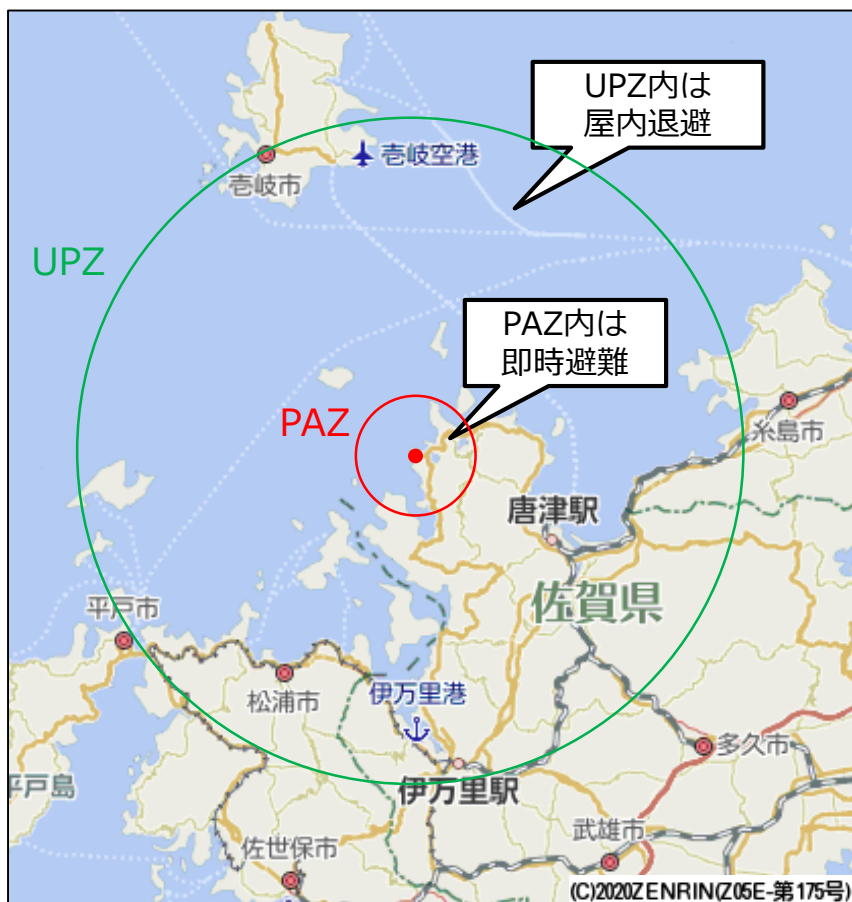 UPZ内は
屋内退避
壱岐空港
壱岐市
UPZ
PAZ内は
即時避難
PAZ
糸島市
唐津駅
佐賀県
平戸市
松浦市
伊万里港
多久市
平戸島
伊万里駅
武雄市
佐世保市
(C)2020ZENRIN(Z05E-第175号)